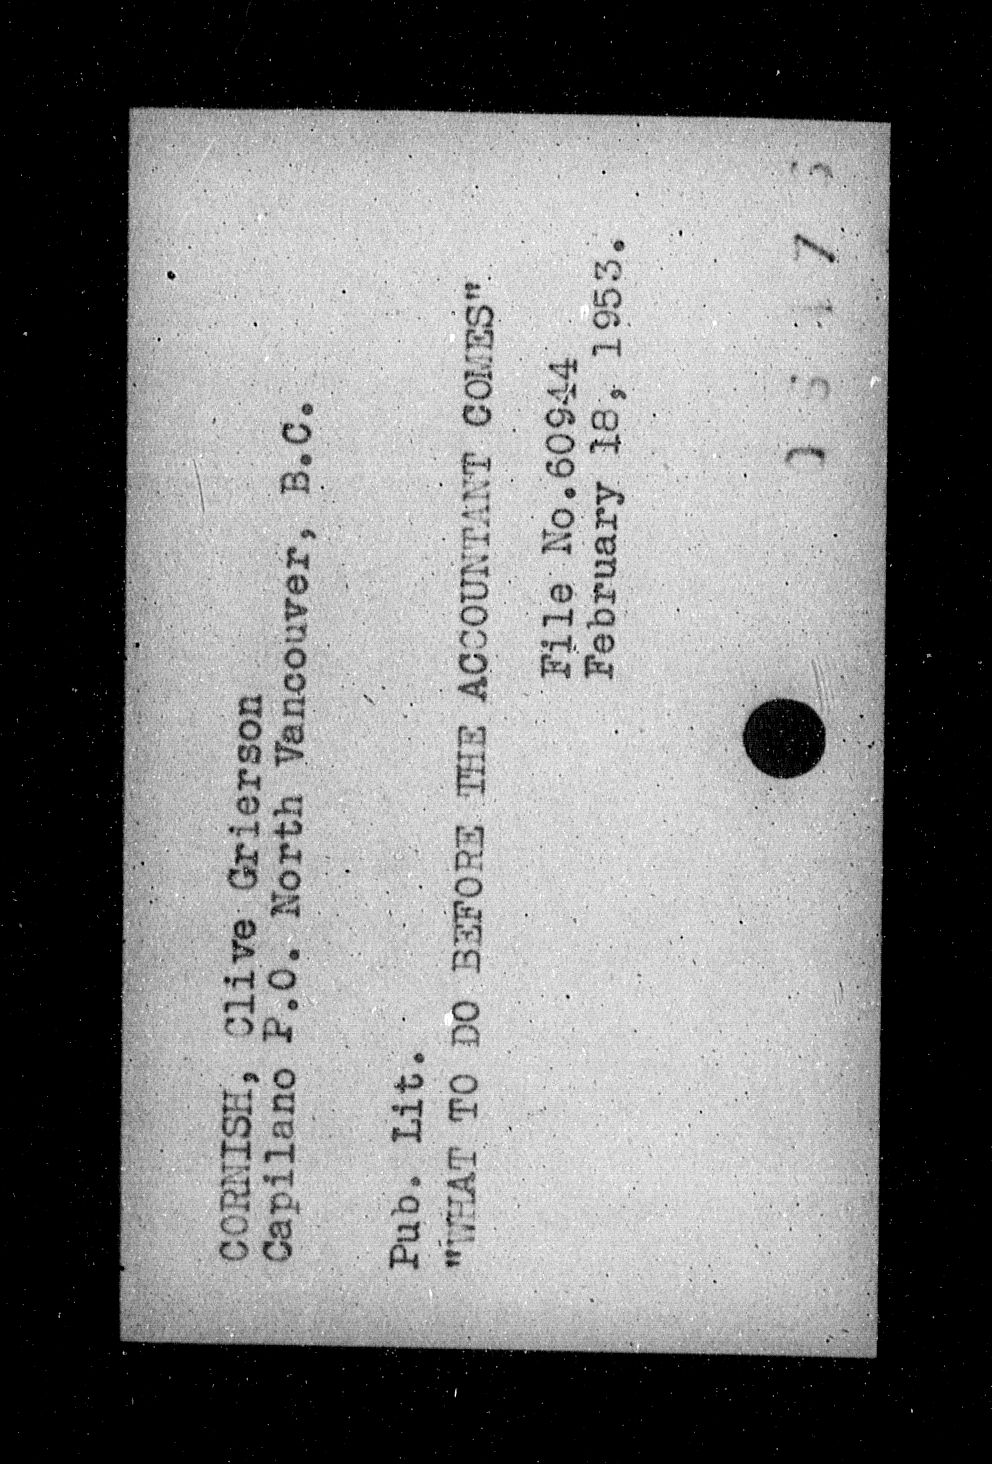 CORNISH, Clive Grierson
Capilano P.O. North Vancouver, B.C.
Pub. Lit.
"WHAT TO DO BEFORE THE ACCOUNTANT COMES"
File No.60944
February 18, 1953.